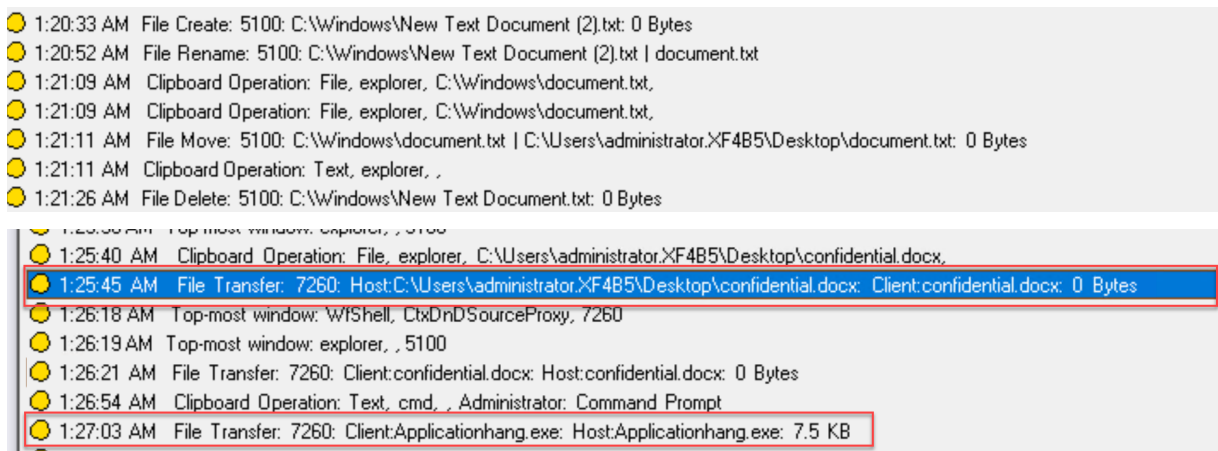 1:20:33 AM File Create: 5100: C:\Windows\New Text Document (2).txt: 0 Bytes
1:20:52 AM File Rename: 5100: C:\Windows\New Text Document (2).txt | document.txt
1:21:09 AM Clipboard Operation: File, explorer, C:\Windows\document.txt,
1:21:09 AM Clipboard Operation: File, explorer, C:\Windows\document.txt,
1:21:11 AM File Move: 5100: C:\Windows\document.txt | C:\Users\administrator.XF4B5\Desktop\document.txt: 0 Bytes
1:21:11 AM Clipboard Operation: Text, explorer, ,
1:21:26 AM File Delete: 5100: C:\Windows\New Text Document.txt: 0 Bytes
Top-most window: explorer, , 5100
1:25:40 AM Clipboard Operation: File, explorer, C:\Users\administrator.XF4B5\Desktop\confidential.docx,
1:25:45 AM File Transfer: 7260: Host:C:\Users\administrator.XF4B5\Desktop\confidential.docx: Client:confidential.docx: 0 Bytes
1:26:18 AM Top-most window: WfShell, CtxDnDSourceProxy, 7260
1:26:19 AM Top-most window: explorer, , 5100
1:26:21 AM File Transfer: 7260: Client:confidential.docx: Host:confidential.docx: 0 Bytes
1:26:54 AM Clipboard Operation: Text, cmd, , Administrator: Command Prompt
1:27:03 AM File Transfer: 7260: Client:Applicationhang.exe: Host:Applicationhang.exe: 7.5 KB